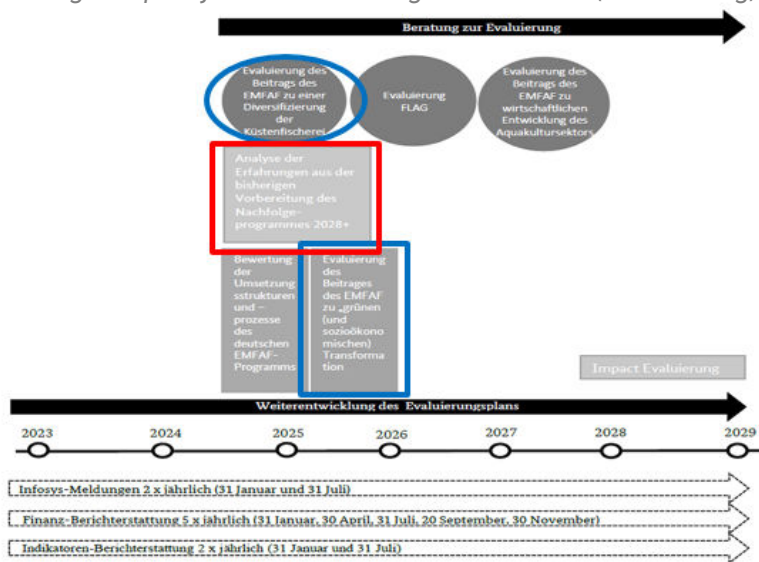 Beratung zur Evaluierung
Evaluierung des
Beitrags des
EMFAF zu einer
Diversifizierung
der
Küstenfischerei
Evaluierung
FLAG
Evaluierung des
Beitrags des
EMFAF zu
wirtschaftlichen
Entwicklung des
Aquakultursektors
Analyse der
Erfahrungen aus der
bisherigen
Vorbereitung des
Nachfolge-
programmes 2028+
Bewertung
der
Umsetzung
sstrukturen
und –
prozesse
des
deutschen
EMFAF-
Programms
Evaluierung
des
Beitrages
des EMFAF
zu „grünen
(und
sozioökono
mischen)
Transforma
tion
Impact Evaluierung
Weiterentwicklung des Evaluierungsplans
2023 2024 2025 2026 2027 2028 2029
Infosys-Meldungen 2 x jährlich (31 Januar und 31 Juli)
Finanz-Berichterstattung 5 x jährlich (31 Januar, 30 April, 31 Juli, 20 September, 30 November)
Indikatoren-Berichterstattung 2 x jährlich (31 Januar und 31 Juli)